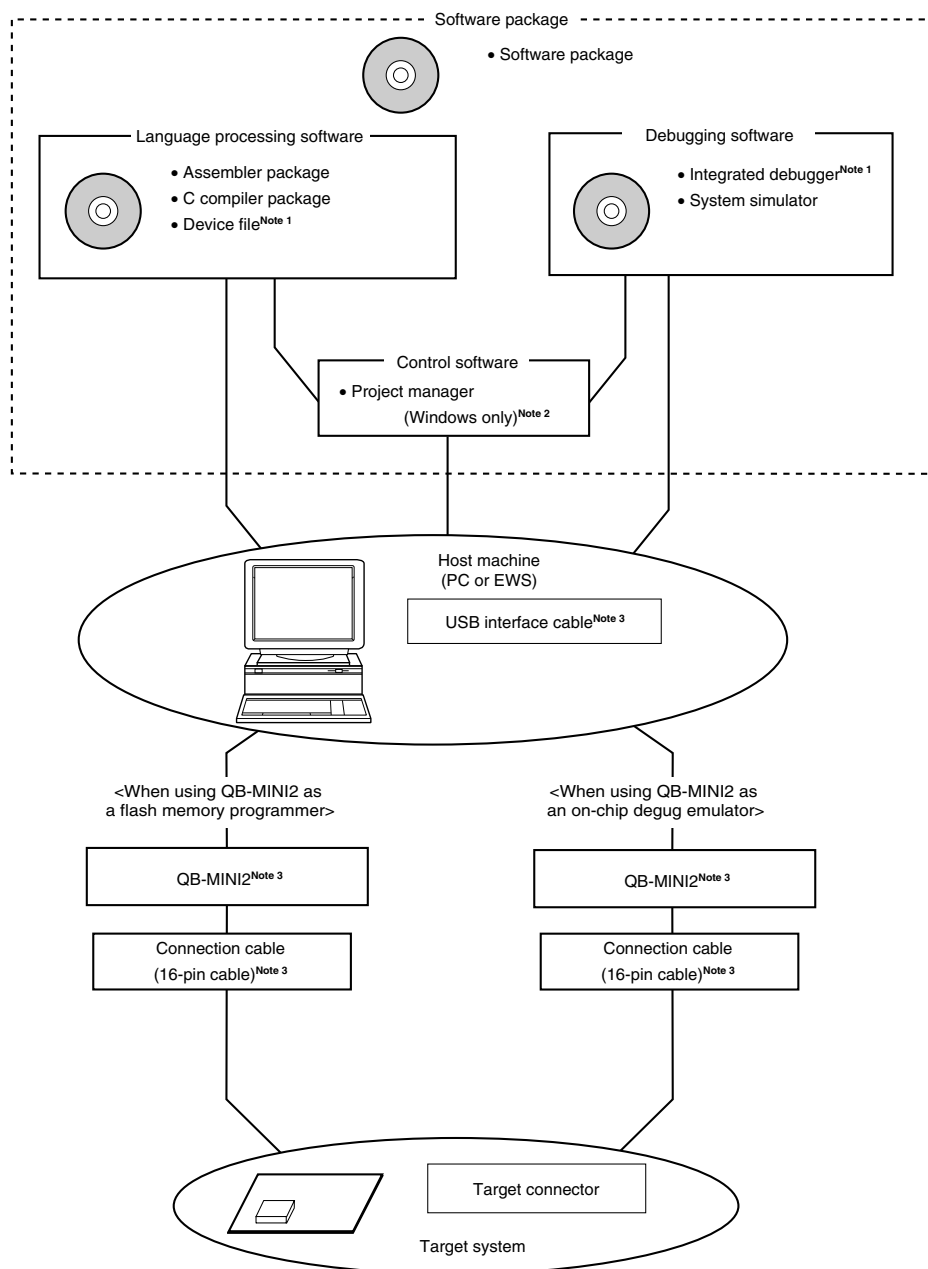 Software package
• Software package
Language processing software
• Assembler package
• C compiler package
• Device fileNote 1
Debugging software
• Integrated debuggerNote 1
• System simulator
Control software
• Project manager
(Windows only)Note 2
Host machine
(PC or EWS)
USB interface cableNote 3
<When using QB-MINI2 as
a flash memory programmer>
QB-MINI2Note 3
Connection cable
(16-pin cable)Note 3
<When using QB-MINI2 as
an on-chip degug emulator>
QB-MINI2Note 3
Connection cable
(16-pin cable)Note 3
Target connector
Target system